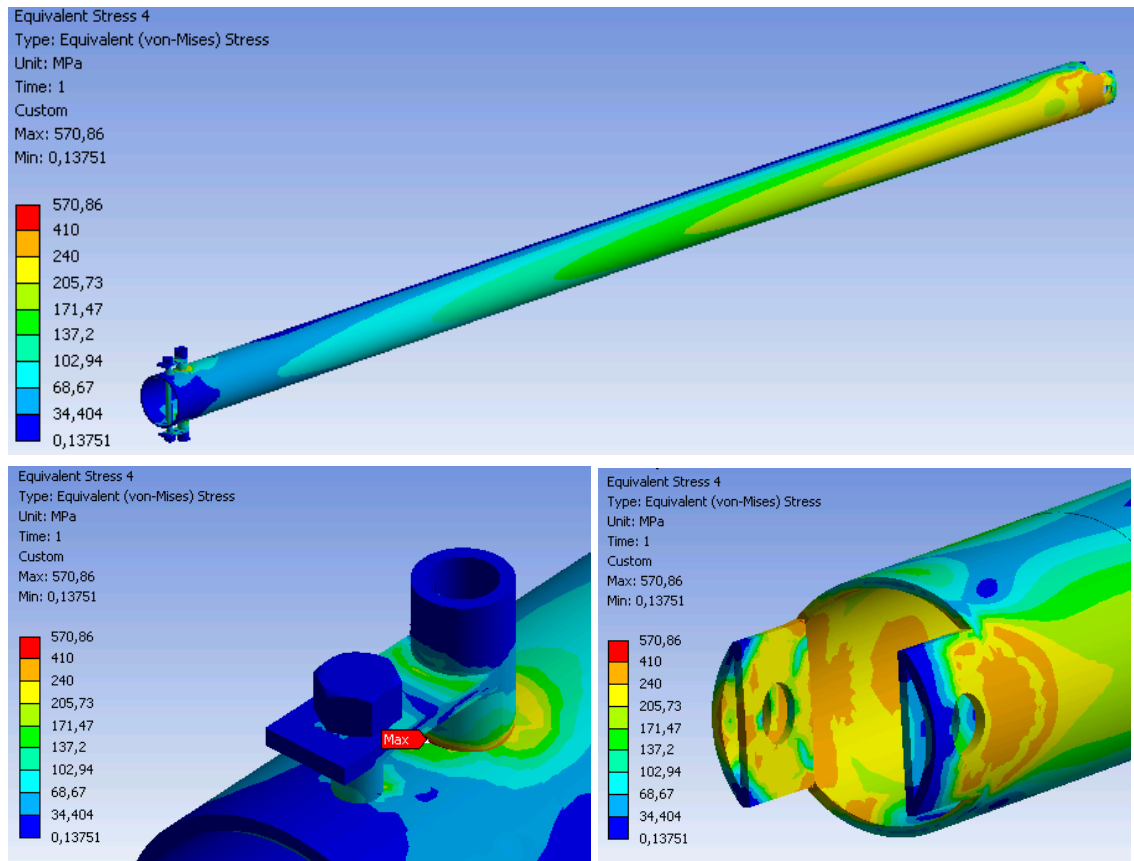 Equivalent Stress 4
Type: Equivalent (von-Mises) Stress
Unit: MPa
Time: 1
Custom
Max: 570,86
Min: 0,13751
570,86
410
240
205,73
171,47
137,2
102,94
68,67
34,404
0,13751
Equivalent Stress 4
Type: Equivalent (von-Mises) Stress
Unit: MPa
Time: 1
Custom
Max: 570,86
Min: 0,13751
570,86
410
240
205,73
171,47
137,2
102,94
68,67
34,404
0,13751
Max
Equivalent Stress 4
Type: Equivalent (von-Mises) Stress
Unit: MPa
Time: 1
Custom
Max: 570,86
Min: 0,13751
570,86
410
240
205,73
171,47
137,2
102,94
68,67
34,404
0,13751